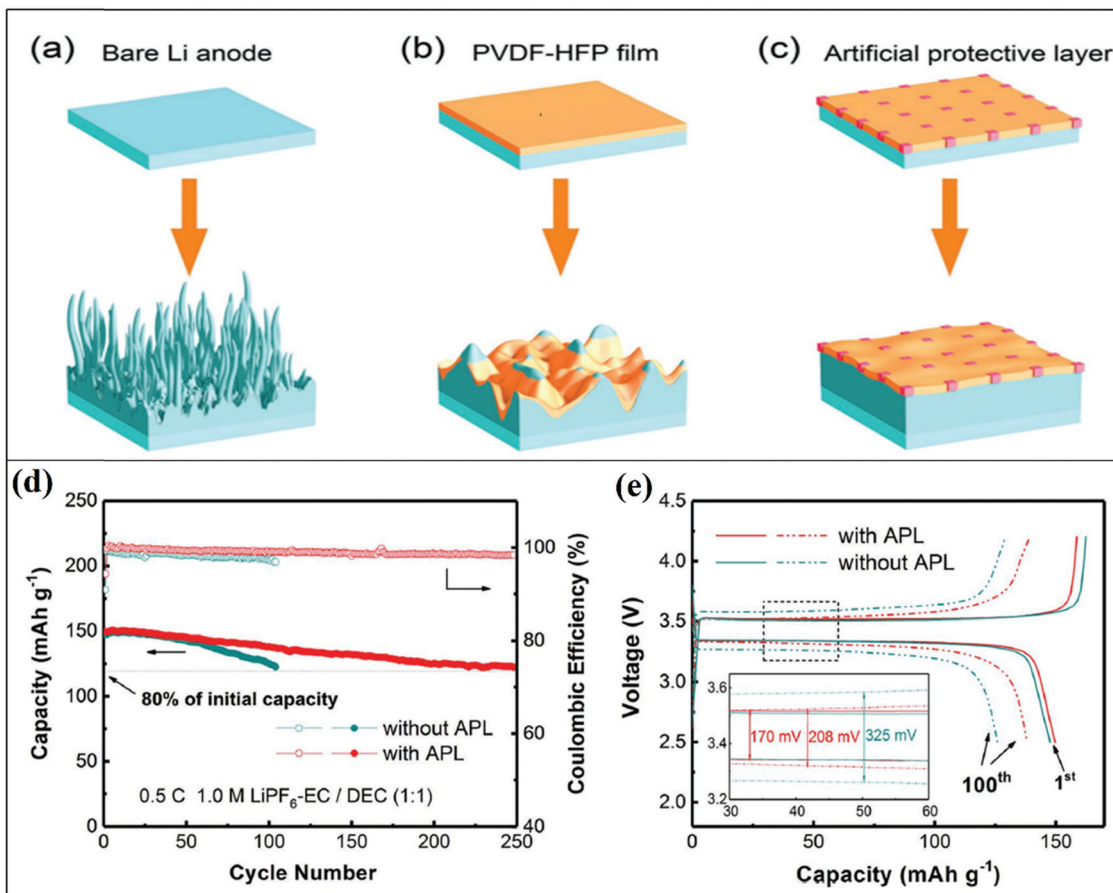 (a) Bare Li anode
(b) PVDF-HFP film
(c) Artificial protective layer
(d)
250
200
150
100
50
0
Capacity (mAh g⁻¹)
100
80
60
40
Coulombic Efficiency (%)
80% of initial capacity
without APL
with APL
0.5 C 1.0 M LiPF₆-EC / DEC (1:1)
0 50 100 150 200 250
Cycle Number
(e)
4.5
4.0
3.5
3.0
2.5
2.0
Voltage (V)
with APL
without APL
3.6
3.4
3.2
170 mV 208 mV 325 mV
30 40 50 60
100th
1st
0 50 100 150
Capacity (mAh g⁻¹)